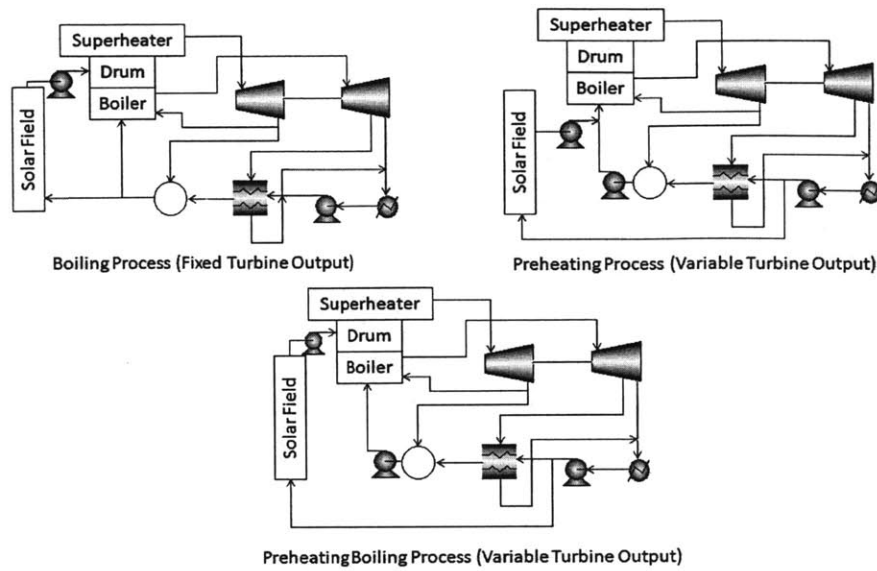 Superheater
Drum
Boiler
Solar Field
Boiling Process (Fixed Turbine Output)
Superheater
Drum
Boiler
Solar Field
Preheating Process (Variable Turbine Output)
Superheater
Drum
Boiler
Solar Field
Preheating Boiling Process (Variable Turbine Output)